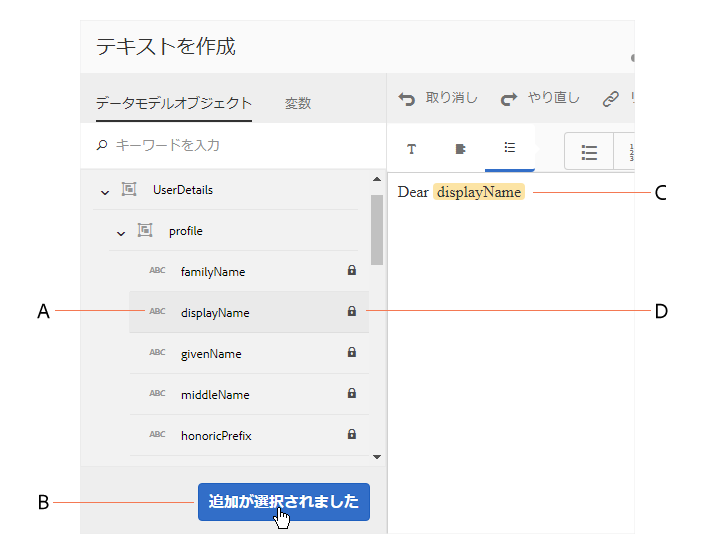 テキストを作成
データモデルオブジェクト 変数
取り消し やり直し
キーワードを入力
T
1
2
3
UserDetails
Dear displayName
C
profile
ABC familyName
A
ABC displayName
D
ABC givenName
ABC middleName
ABC honoricPrefix
B
追加が選択されました